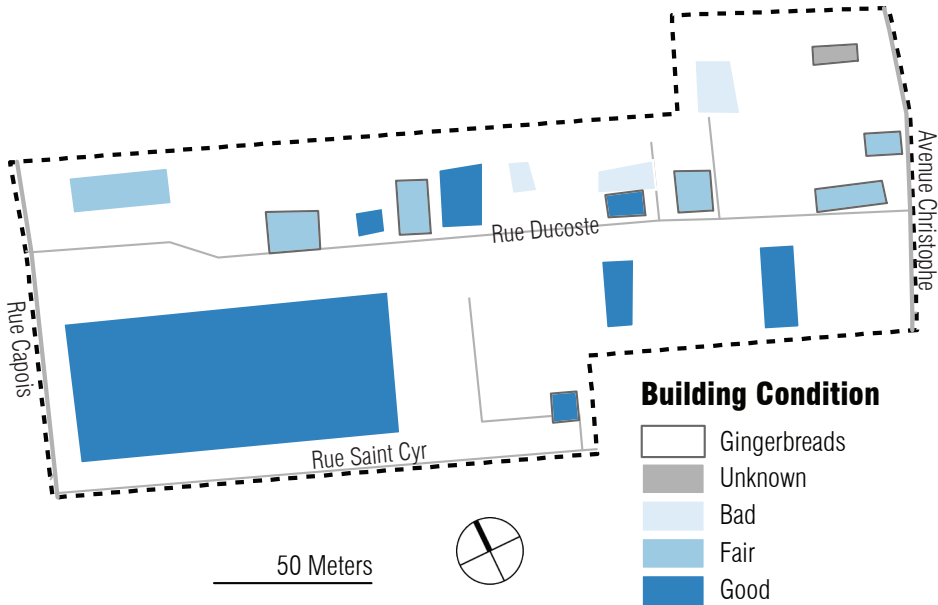 Avenue Christophe
Rue Ducoste
Rue Capois
Rue Saint Cyr
Building Condition
Gingerbreads
Unknown
Bad
Fair
Good
50 Meters